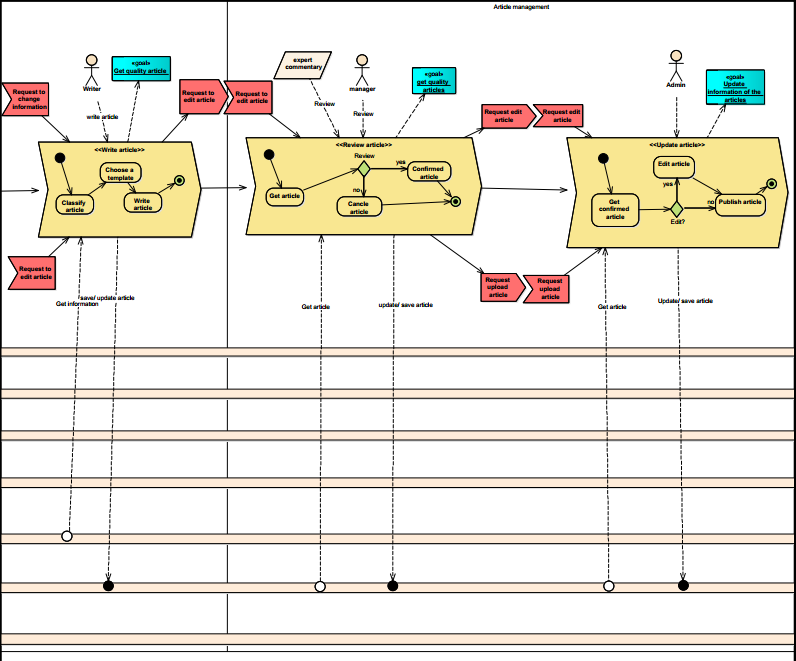 Article management
Request to
change
information
Writer
«goal»
Get quality article
write article
Request to
edit article
Request to
edit article
expert
commentary
Review
manager
Review
«goal»
get quality
articles
Request edit
article
Request edit
article
Admin
«goal»
Update
information of the
articles
<<Write article>>
Choose a
template
Classify
article
Write
article
<<Review article>>
Review
yes
Confirmed
article
no
Get article
Cancle
article
<<Update article>>
Edit article
yes
Get
confirmed
article
no
Publish article
Edit?
Request to
edit article
Request
upload
article
Request
upload
article
save/ update article
Get information
Get article
update/ save article
Get article
Update/ save article